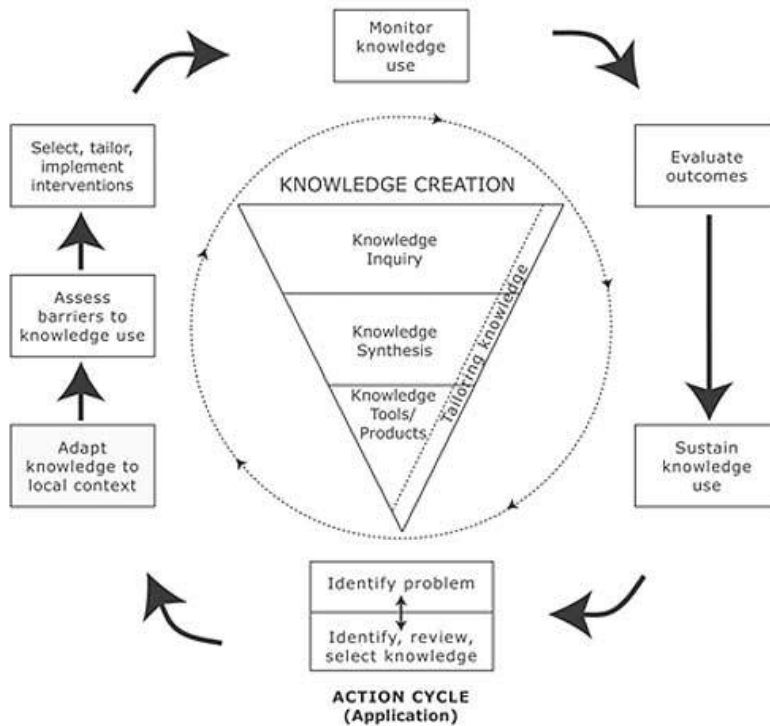 Monitor
knowledge
use
Select, tailor,
implement
interventions
Evaluate
outcomes
KNOWLEDGE CREATION
Knowledge
Inquiry
Assess
barriers to
knowledge use
Knowledge
Synthesis
Tailoring knowledge
Knowledge
Tools/
Products
Adapt
knowledge to
local context
Sustain
knowledge
use
Identify problem
Identify, review,
select knowledge
ACTION CYCLE
(Application)